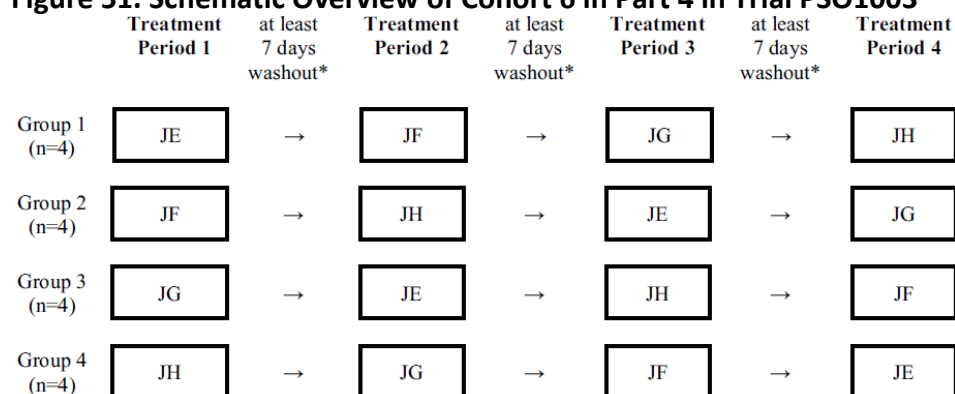 Figure 51: Schematic Overview of Cohort 6 in Part 4 in Trial PSO1003
Treatment Period 1 at least 7 days washout* Treatment Period 2 at least 7 days washout* Treatment Period 3 at least 7 days washout* Treatment Period 4
Group 1 (n=4) JE → JF → JG → JH
Group 2 (n=4) JF → JH → JE → JG
Group 3 (n=4) JG → JE → JH → JF
Group 4 (n=4) JH → JG → JF → JE